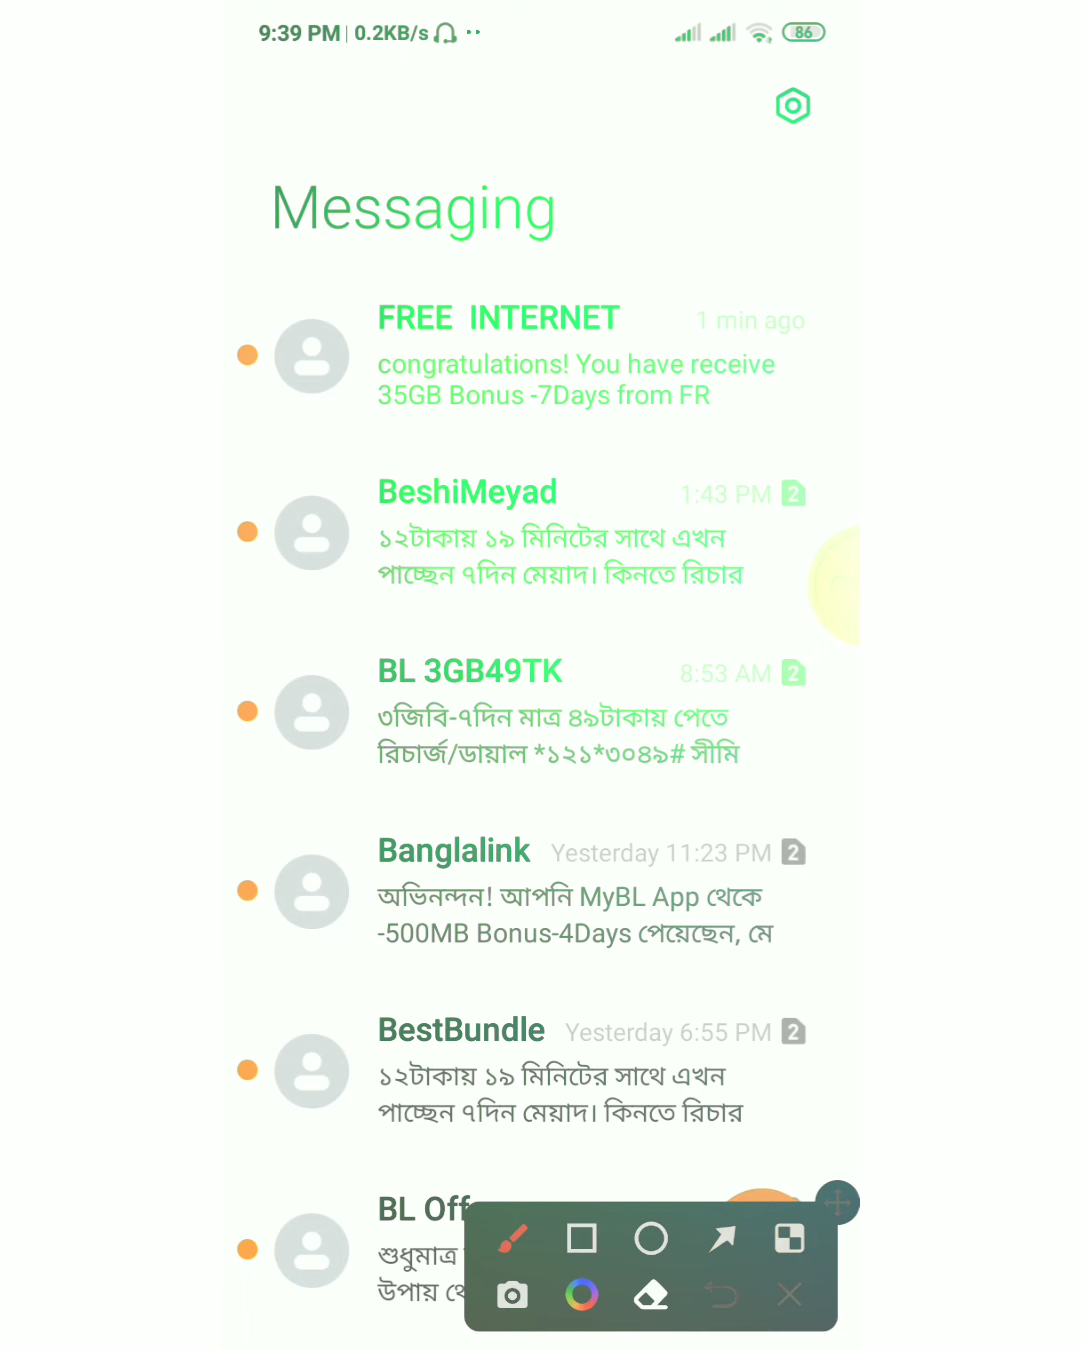 9:39 PM | 0.2KB/s 86
Messaging
FREE INTERNET 1 min ago
congratulations! You have receive
35GB Bonus -7Days from FR
BeshiMeyad 1:43 PM 2
১২টাকায় ১৯ মিনিটের সাথে এখন
পাচ্ছেন ৭দিন মেয়াদ। কিনতে রিচার
BL 3GB49TK 8:53 AM 2
৩জিবি-৭দিন মাত্র ৪৯টাকায় পেতে
রিচার্জ/ডায়াল *১২১*৩০৪৯# সীমি
Banglalink Yesterday 11:23 PM 2
অভিনন্দন! আপনি MyBL App থেকে
-500MB Bonus-4Days পেয়েছেন, মে
BestBundle Yesterday 6:55 PM 2
১২টাকায় ১৯ মিনিটের সাথে এখন
পাচ্ছেন ৭দিন মেয়াদ। কিনতে রিচার
BL Off
শুধুমাত্র
উপায় থে